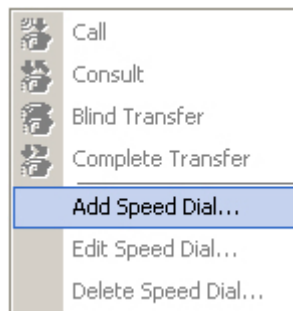 Call
Consult
Blind Transfer
Complete Transfer
Add Speed Dial...
Edit Speed Dial...
Delete Speed Dial...